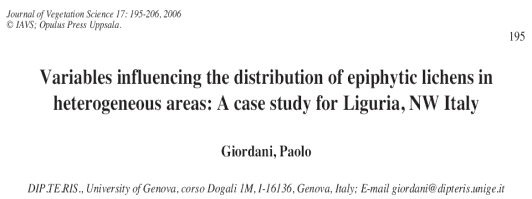 Journal of Vegetation Science 17: 195-206, 2006
© IAVS; Opulus Press Uppsala.
195
Variables influencing the distribution of epiphytic lichens in
heterogeneous areas: A case study for Liguria, NW Italy
Giordani, Paolo
DIP.TE.RIS., University of Genova, corso Dogali 1M, I-16136, Genova, Italy; E-mail giordani@dipteris.unige.it